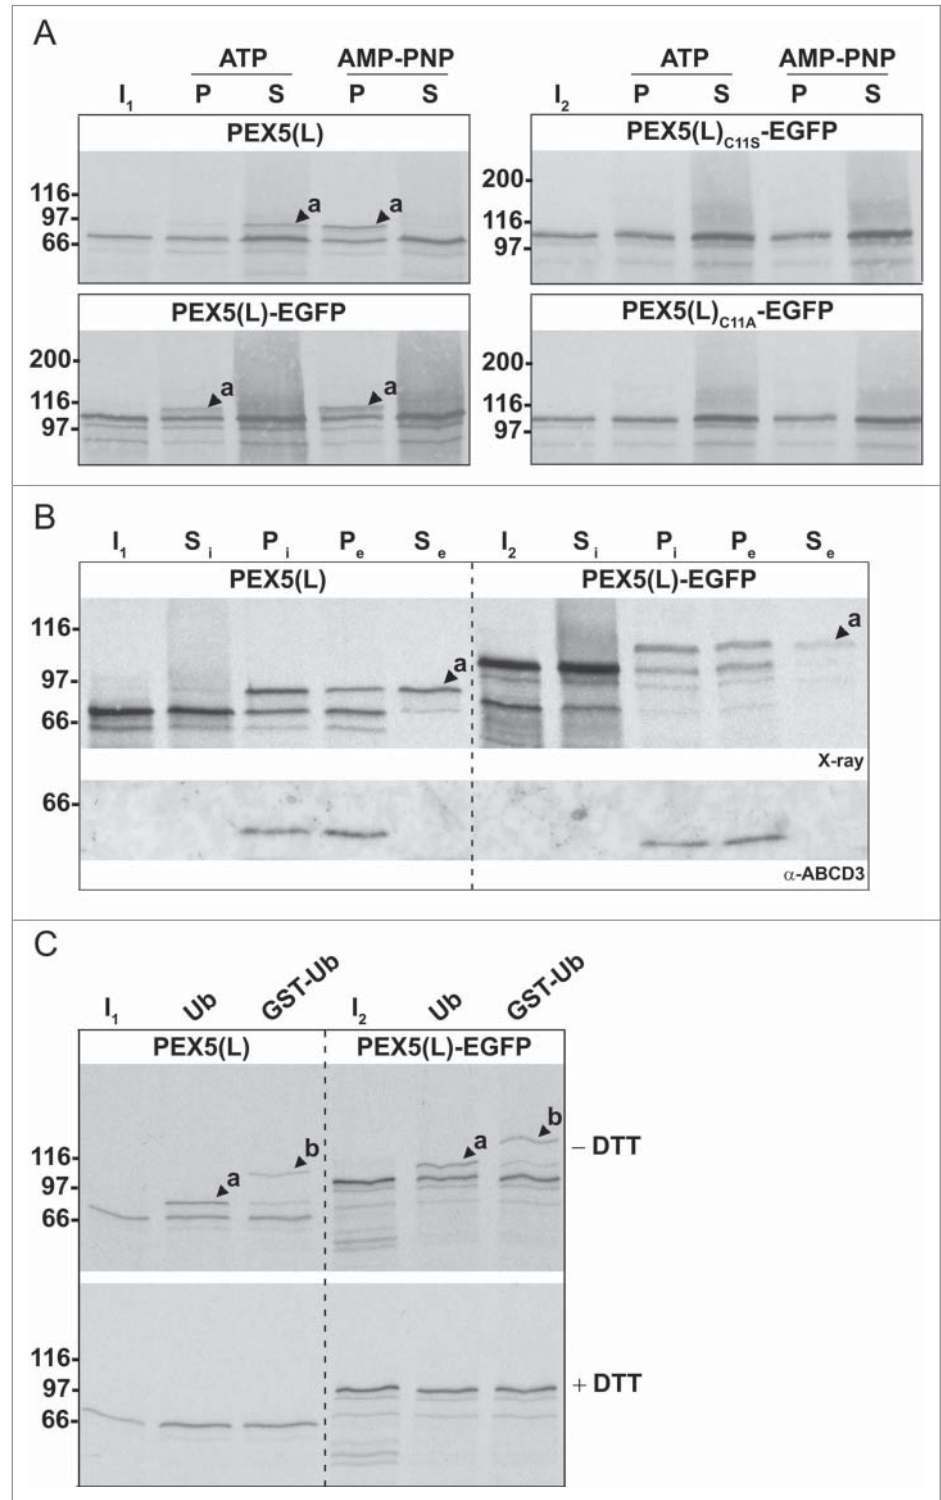 A
ATP AMP-PNP ATP AMP-PNP
I1 P S P S I2 P S P S
PEX5(L) PEX5(L)C11S-EGFP
116
97
66
a a
200
116
97
PEX5(L)-EGFP PEX5(L)C11A-EGFP
200
116
97
a a
200
116
97
B
I1 Si Pi Pe Se I2 Si Pi Pe Se
PEX5(L) PEX5(L)-EGFP
116
97
66
a a
X-ray
66
α-ABCD3
C
I1 Ub GST-Ub I2 Ub GST-Ub
PEX5(L) PEX5(L)-EGFP
116
97
66
a b a b
– DTT
116
97
66
+ DTT